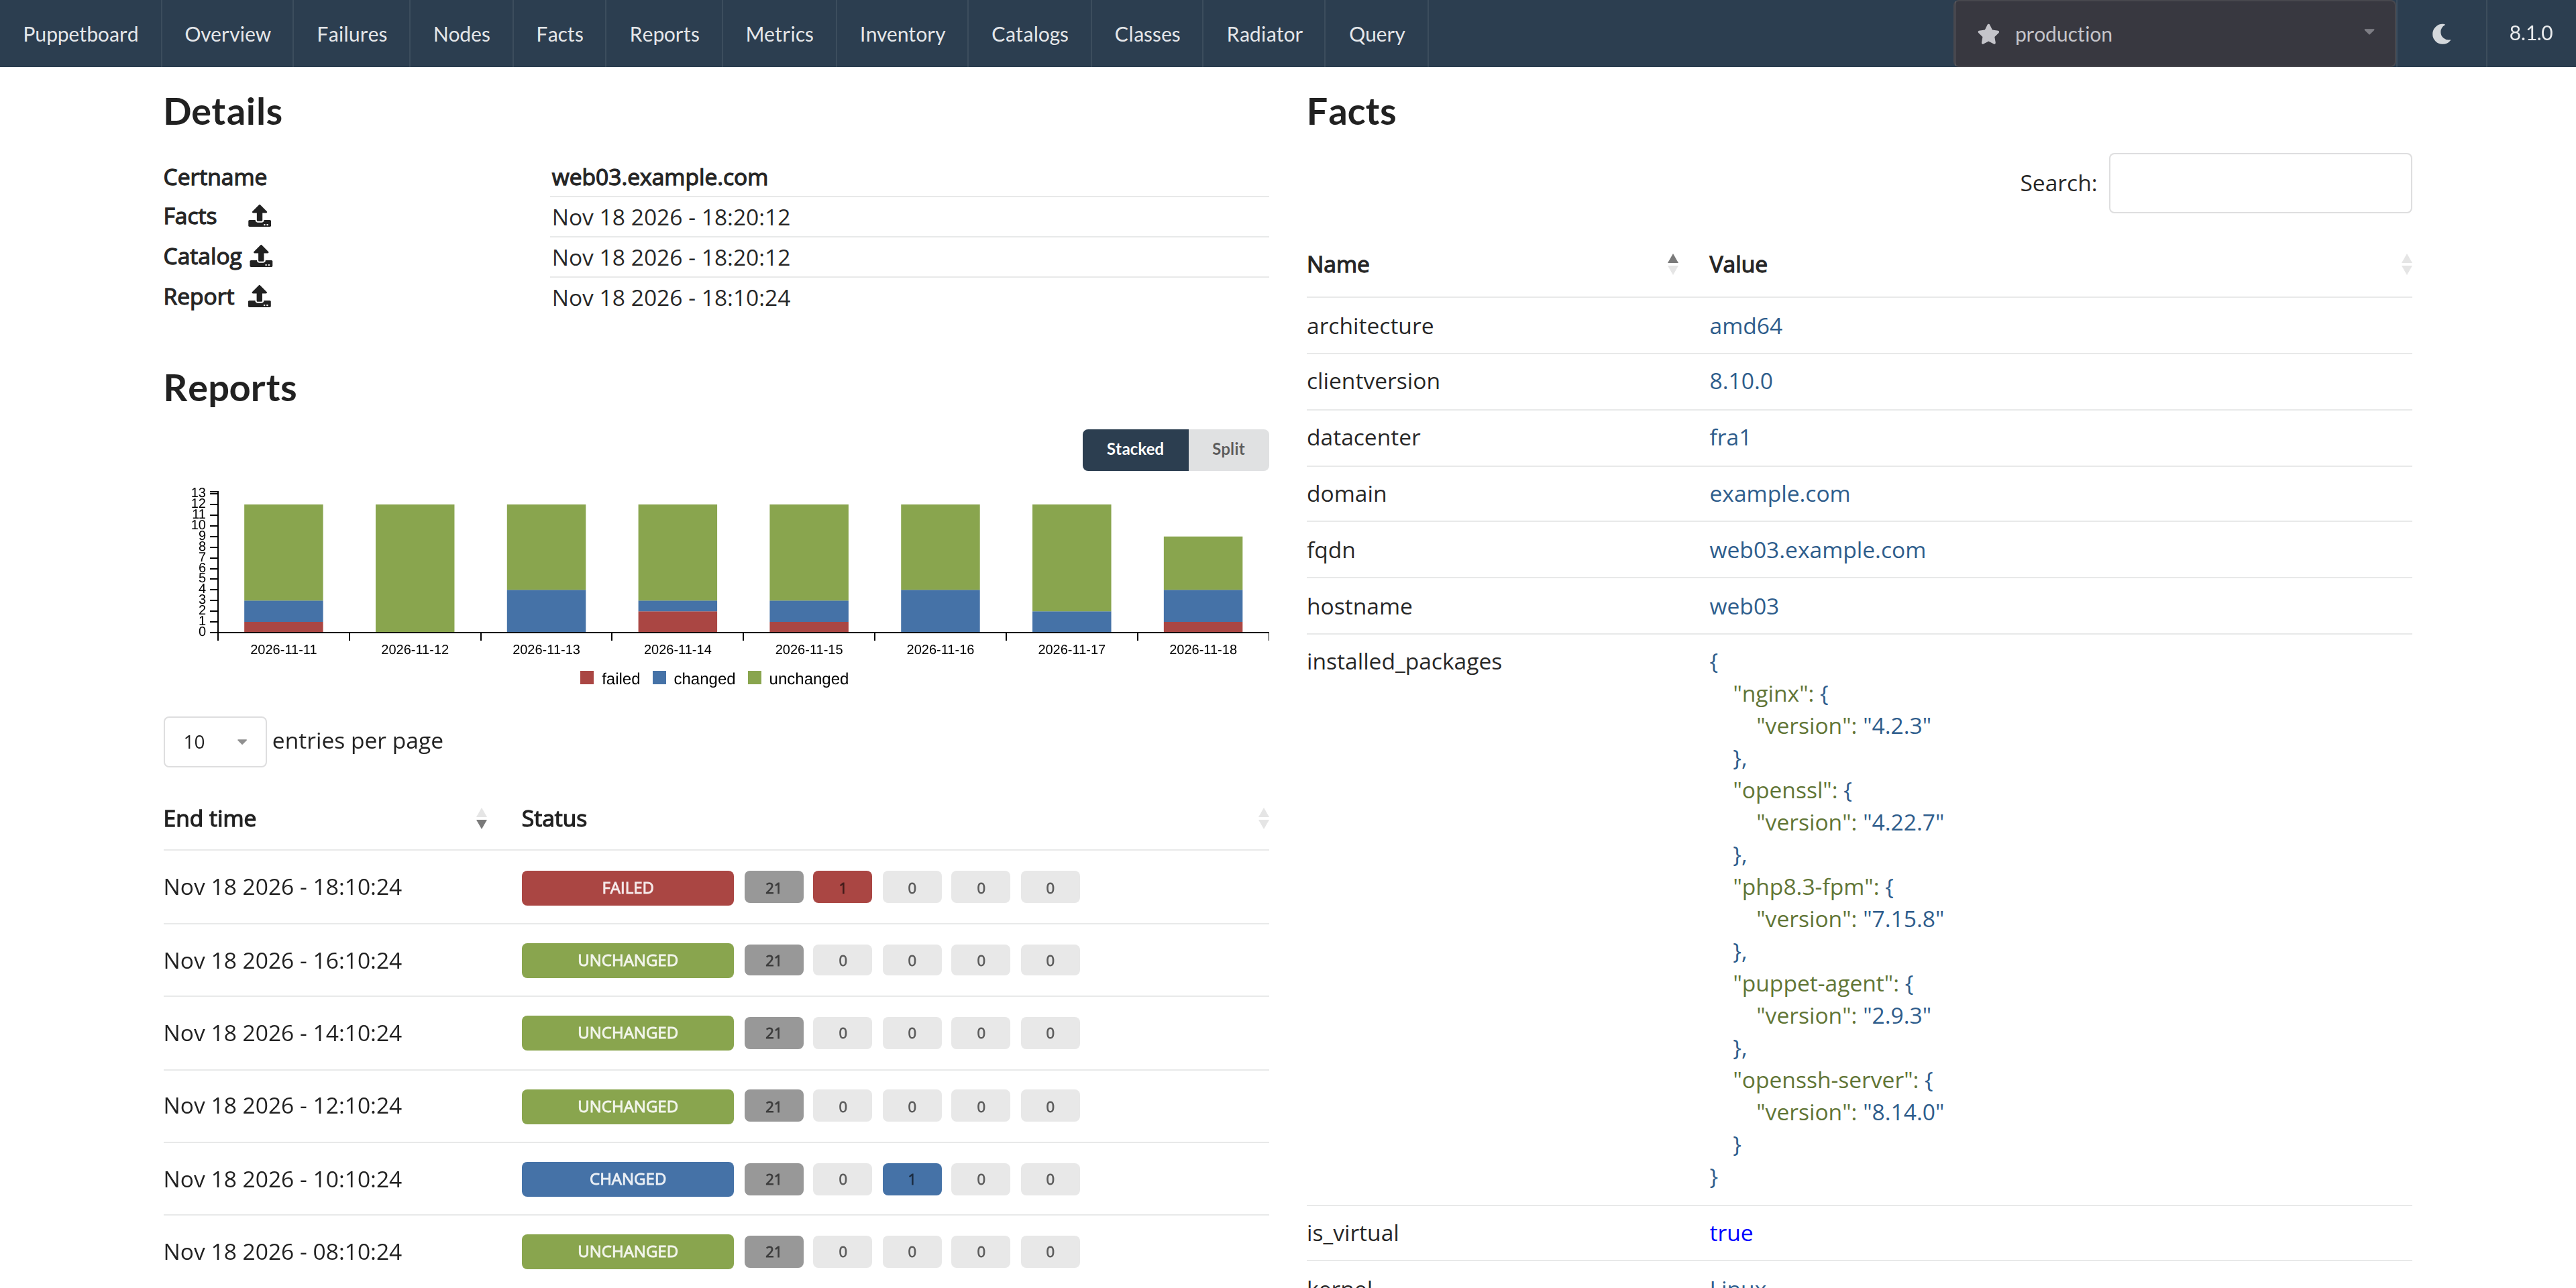 Puppetboard Overview Failures Nodes Facts Reports Metrics Inventory Catalogs Classes Radiator Query production 8.1.0
Details
Certname web03.example.com
Facts Nov 18 2026 - 18:20:12
Catalog Nov 18 2026 - 18:20:12
Report Nov 18 2026 - 18:10:24
Reports
Stacked Split
13
12
11
10
9
8
7
6
5
4
3
2
1
0
2026-11-11 2026-11-12 2026-11-13 2026-11-14 2026-11-15 2026-11-16 2026-11-17 2026-11-18
failed changed unchanged
10 entries per page
End time Status
Nov 18 2026 - 18:10:24 FAILED 21 1 0 0 0
Nov 18 2026 - 16:10:24 UNCHANGED 21 0 0 0 0
Nov 18 2026 - 14:10:24 UNCHANGED 21 0 0 0 0
Nov 18 2026 - 12:10:24 UNCHANGED 21 0 0 0 0
Nov 18 2026 - 10:10:24 CHANGED 21 0 1 0 0
Nov 18 2026 - 08:10:24 UNCHANGED 21 0 0 0 0
Facts
Search:
Name Value
architecture amd64
clientversion 8.10.0
datacenter fra1
domain example.com
fqdn web03.example.com
hostname web03
installed_packages {
"nginx": {
"version": "4.2.3"
},
"openssl": {
"version": "4.22.7"
},
"php8.3-fpm": {
"version": "7.15.8"
},
"puppet-agent": {
"version": "2.9.3"
},
"openssh-server": {
"version": "8.14.0"
}
}
is_virtual true
kernel Linux